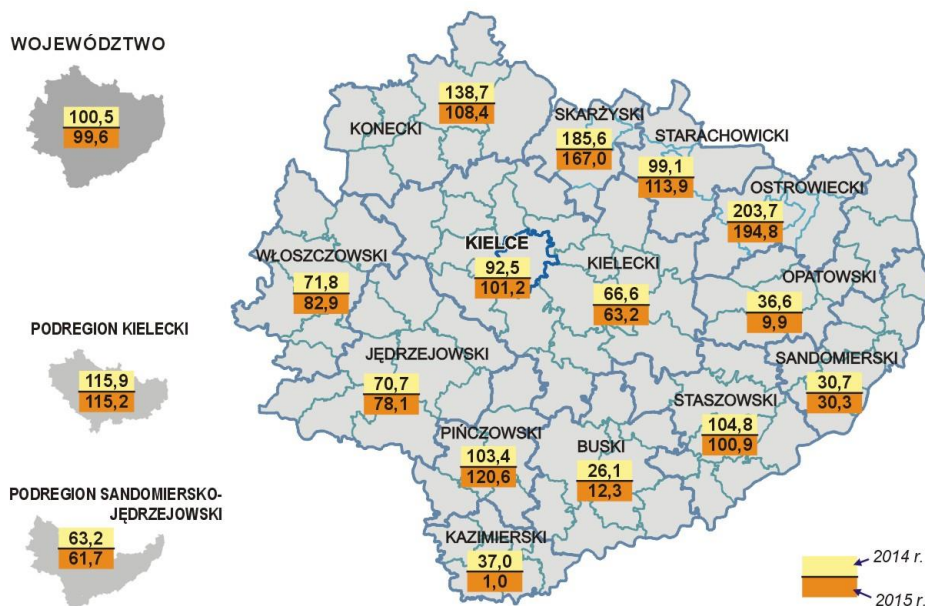 WOJEWÓDZTWO
100,5
99,6
PODREGION KIELECKI
115,9
115,2
PODREGION SANDOMIERSKO-
JĘDRZEJOWSKI
63,2
61,7
138,7
108,4
KONECKI
SKARŻYSKI
185,6
167,0
STARACHOWICKI
99,1
113,9
OSTROWIECKI
203,7
194,8
WŁOSZCZOWSKI
71,8
82,9
KIELCE
92,5
101,2
KIELECKI
66,6
63,2
OPATOWSKI
36,6
9,9
JĘDRZEJOWSKI
70,7
78,1
SANDOMIERSKI
30,7
30,3
STASZOWSKI
104,8
100,9
PIŃCZOWSKI
103,4
120,6
BUSKI
26,1
12,3
KAZIMIERSKI
37,0
1,0
2014 r.
2015 r.